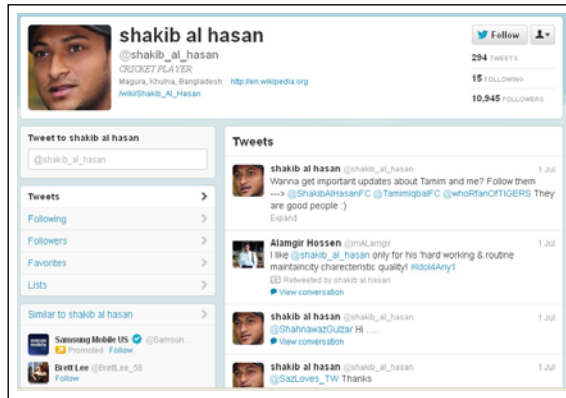 shakib al hasan
@shakib_al_hasan
CRICKET PLAYER
Magura, Khulna, Bangladesh http://en.wikipedia.org
/wiki/Shakib_Al_Hasan
Follow
294 TWEETS
15 FOLLOWING
10,945 FOLLOWERS
Tweet to shakib al hasan
@shakib_al_hasan
Tweets
Following
Followers
Favorites
Lists
Similar to shakib al hasan
Samsung Mobile US @Samsun...
Promoted · Follow
Brett Lee @BrettLee_58
Follow
Tweets
shakib al hasan @shakib_al_hasan 1 Jul
Wanna get important updates about Tamim and me? Follow them
---> @ShakibAlHasanFC @TamimIqbalFC @whoRfanOfTIGERS They
are good people :)
Expand
Alamgir Hossen @imALamgir 1 Jul
I like @shakib_al_hasan only for his 'hard working & routine
maintaincity charecteristic quality! #Idol4Any1
Retweeted by shakib al hasan
View conversation
shakib al hasan @shakib_al_hasan 1 Jul
@ShahnawazGulzar Hi .....
View conversation
shakib al hasan @shakib_al_hasan 1 Jul
@SazLoves_TW Thanks